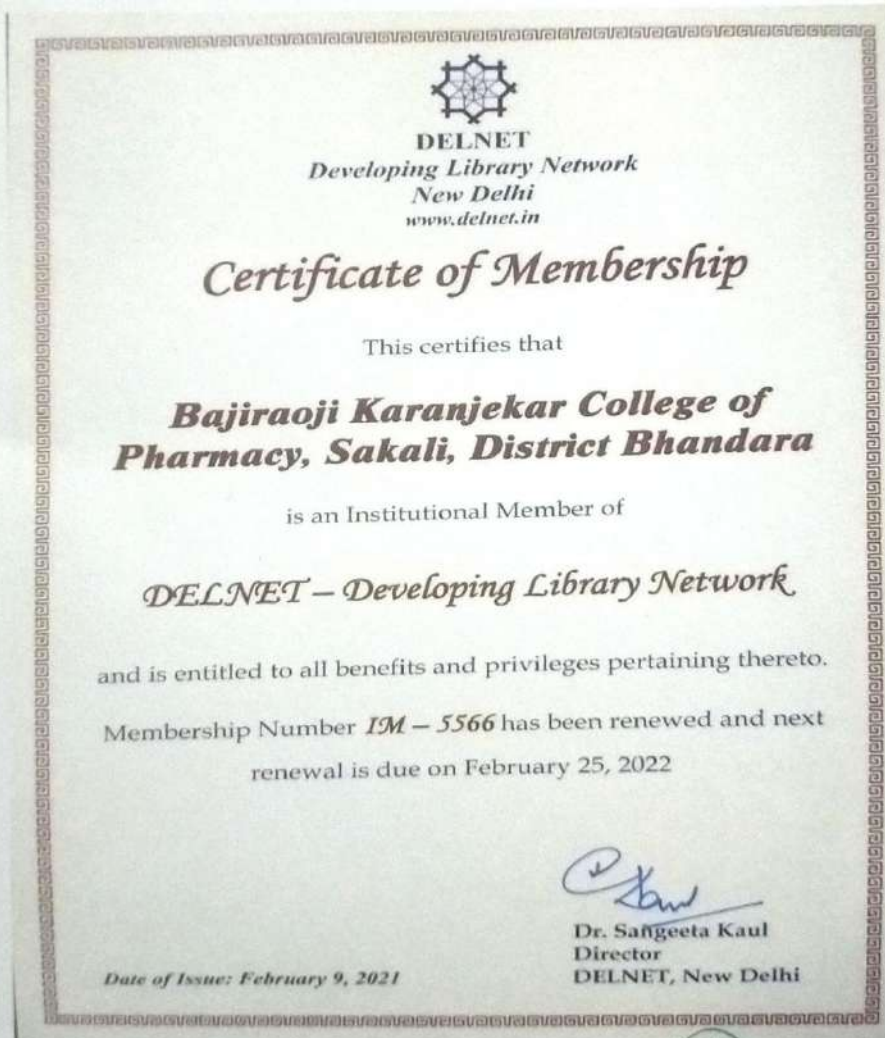 DELNET
Developing Library Network
New Delhi
www.delnet.in
Certificate of Membership
This certifies that
Bajiraoji Karanjekar College of
Pharmacy, Sakali, District Bhandara
is an Institutional Member of
DELNET – Developing Library Network
and is entitled to all benefits and privileges pertaining thereto.
Membership Number IM – 5566 has been renewed and next
renewal is due on February 25, 2022
Dr. Sangeeta Kaul
Director
DELNET, New Delhi
Date of Issue: February 9, 2021